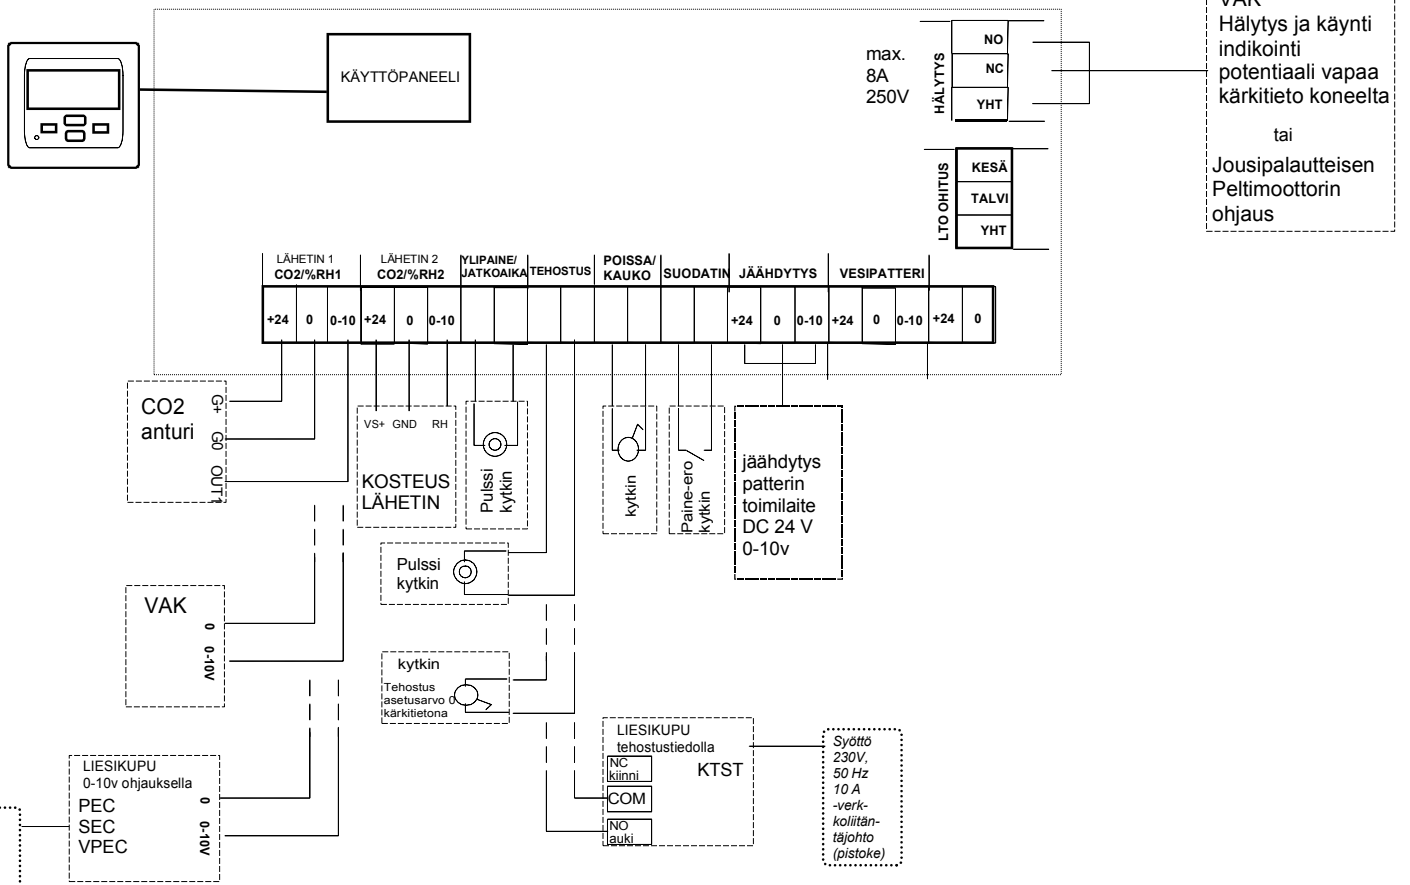 VAK
Hälytys ja käynti
indikointi
potentiaali vapaa
kärkitieto koneelta
tai
Jousipalautteisen
Peltimoottorin
ohjaus
max.
8A
250V
HÄLYTYS
NO
NC
YHT
KÄYTTÖPANEELI
LTO OHITUS
KESÄ
TALVI
YHT
LÄHETIN 1
CO2/%RH1
LÄHETIN 2
CO2/%RH2
YLIPAINE/
JATKOAIKA
TEHOSTUS
POISSA/
KAUKO
SUODATIN
JÄÄHDYTYS
VESIPATTERI
+24 0 0-10 +24 0 0-10 +24 0 0-10 +24 0 0-10 +24 0
CO2
anturi
G+
G0
OUT1
VS+ GND RH
KOSTEUS
LÄHETIN
Pulssi
kytkin
kytkin
Paine-ero
kytkin
jäähdytys
patterin
toimilaite
DC 24 V
0-10v
Pulssi
kytkin
VAK
0
0-10V
kytkin
Tehostus
asetusarvo 0
kärkitietona
LIESIKUPU
0-10v ohjauksella
PEC
SEC
VPEC
0
0-10V
LIESIKUPU
tehostustiedolla
KTST
NC
kiinni
COM
NO
auki
Syöttö
230V,
50 Hz
10 A
-verk-
koliitän-
täjohto
(pistoke)